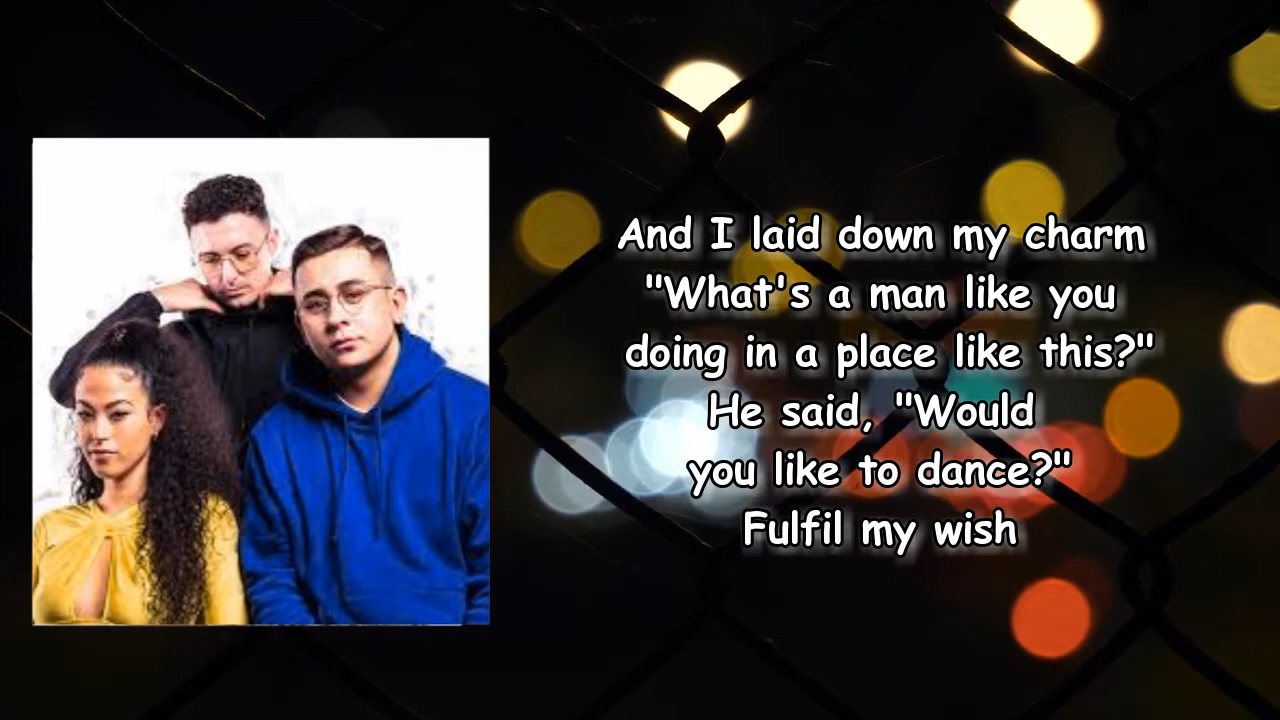 And I laid down my charm
"What's a man like you
doing in a place like this?"
He said, "Would
you like to dance?"
Fulfil my wish